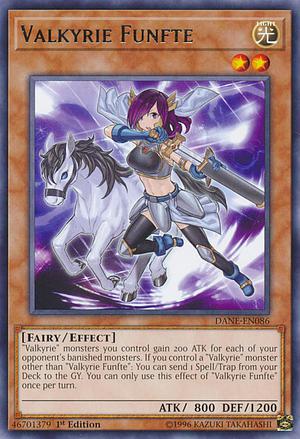 Valkyrie Funfte
LIGHT
光
DANE-EN086
[Fairy/Effect]
"Valkyrie" monsters you control gain 200 ATK for each of your
opponent's banished monsters. If you control a "Valkyrie" monster
other than "Valkyrie Funfte": You can send 1 Spell/Trap from your
Deck to the GY. You can only use this effect of "Valkyrie Funfte"
once per turn.
ATK/ 800 DEF/1200
46701379 1st Edition ©1996 KAZUKI TAKAHASHI